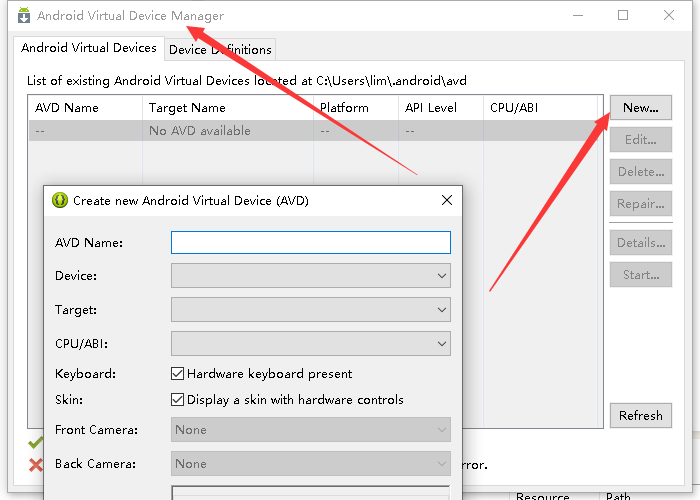 Android Virtual Device Manager
Android Virtual Devices
Device Definitions
List of existing Android Virtual Devices located at C:\Users\lim\.android\avd
AVD Name Target Name Platform API Level CPU/ABI
-- No AVD available -- --
New...
Edit...
Delete...
Repair...
Details...
Start...
Refresh
Create new Android Virtual Device (AVD)
AVD Name:
Device:
Target:
CPU/ABI:
Keyboard: Hardware keyboard present
Skin: Display a skin with hardware controls
Front Camera: None
Back Camera: None
rror.
Resource Path